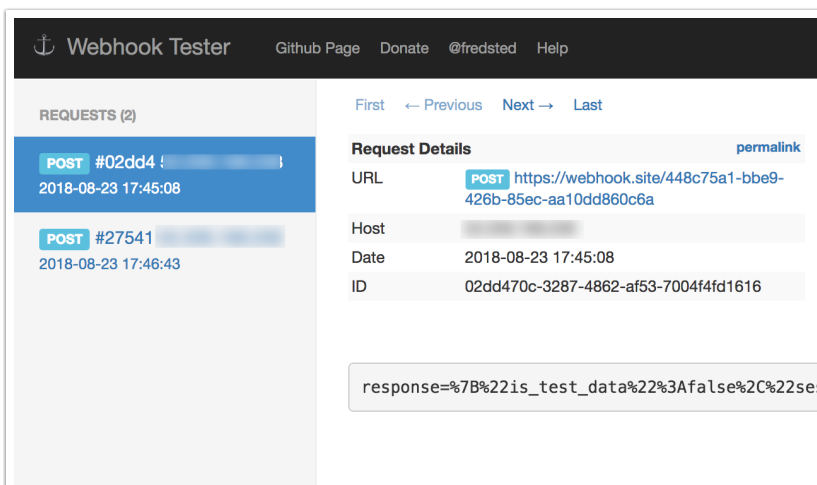 Webhook Tester Github Page Donate @fredsted Help
REQUESTS (2)
POST #02dd4
2018-08-23 17:45:08
POST #27541
2018-08-23 17:46:43
First ← Previous Next → Last
Request Details permalink
URL POST https://webhook.site/448c75a1-bbe9-
426b-85ec-aa10dd860c6a
Host
Date 2018-08-23 17:45:08
ID 02dd470c-3287-4862-af53-7004f4fd1616
response=%7B%22is_test_data%22%3Afalse%2C%22ses